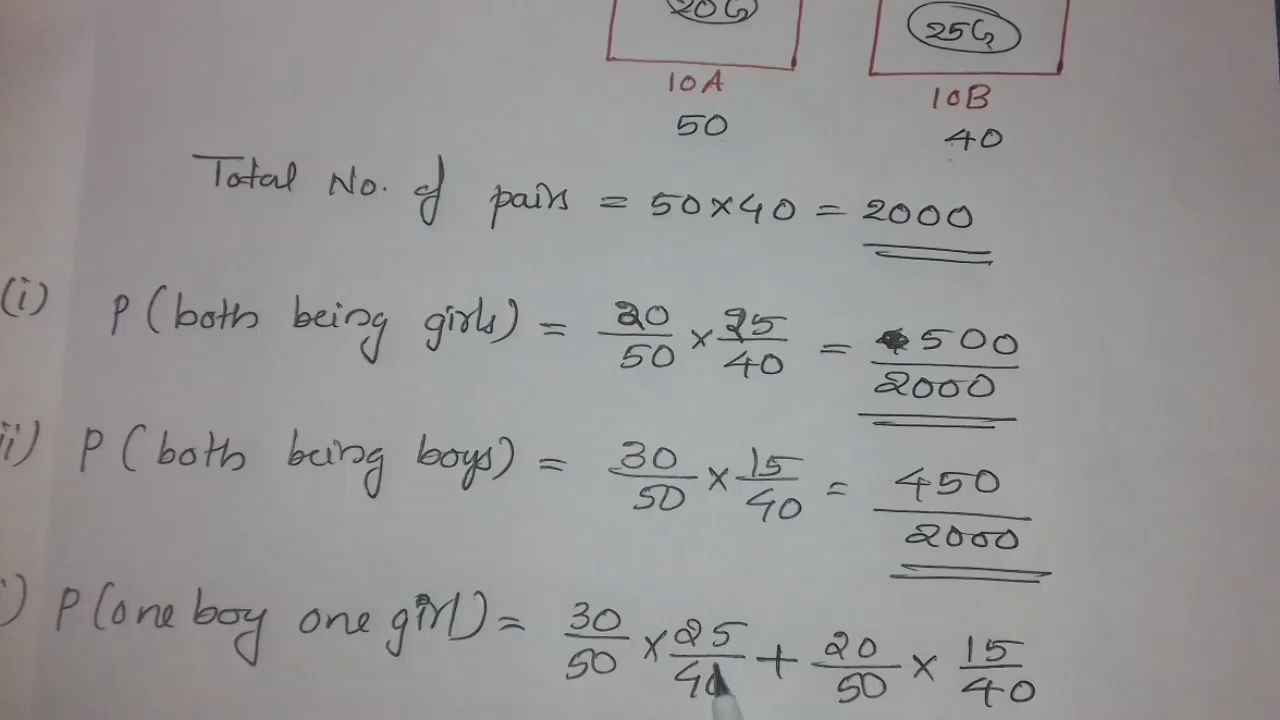 20G 25G
10A 10B
50 40
Total No. of pairs = 50×40 = 2000
(i) P (both being girls) = 20/50 × 25/40 = 500/2000
ii) P (both being boys) = 30/50 × 15/40 = 450/2000
) P (one boy one girl) = 30/50 × 25/40 + 20/50 × 15/40